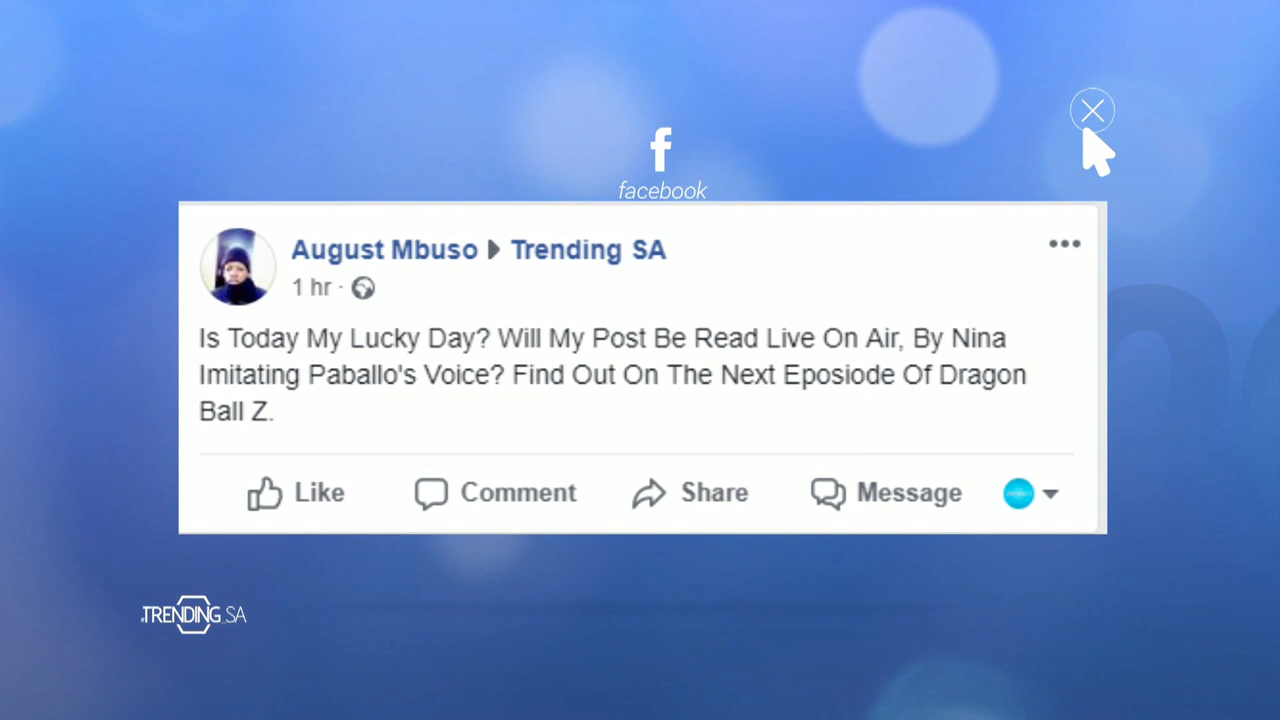 f
facebook
August Mbuso Trending SA
1 hr ·
Is Today My Lucky Day? Will My Post Be Read Live On Air, By Nina
Imitating Paballo's Voice? Find Out On The Next Eposiode Of Dragon
Ball Z.
Like Comment Share Message
TRENDING_SA